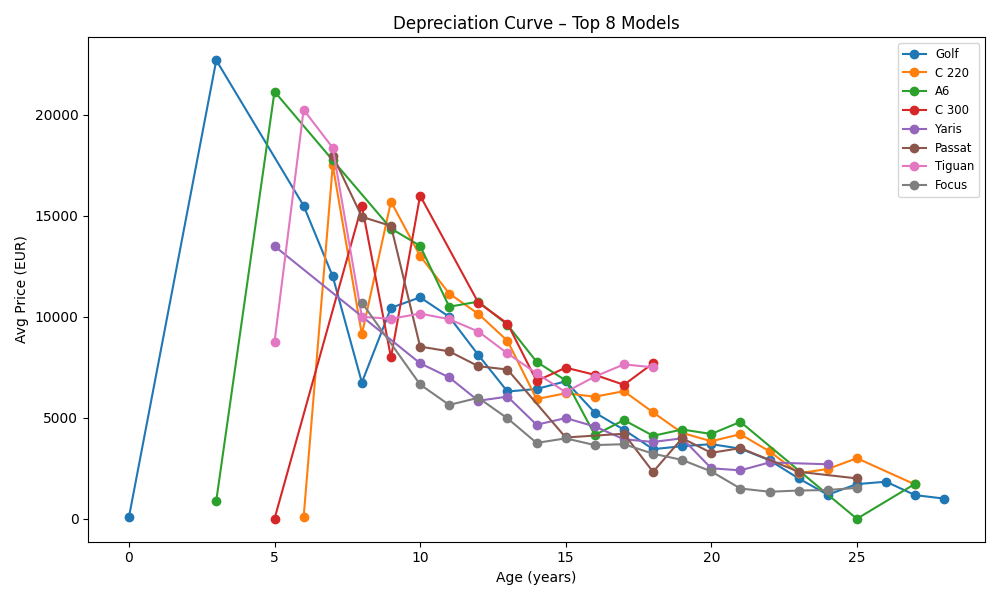 Depreciation Curve – Top 8 Models
Golf
C 220
A6
C 300
Yaris
Passat
Tiguan
Focus
Avg Price (EUR)
20000
15000
10000
5000
0
0 5 10 15 20 25
Age (years)